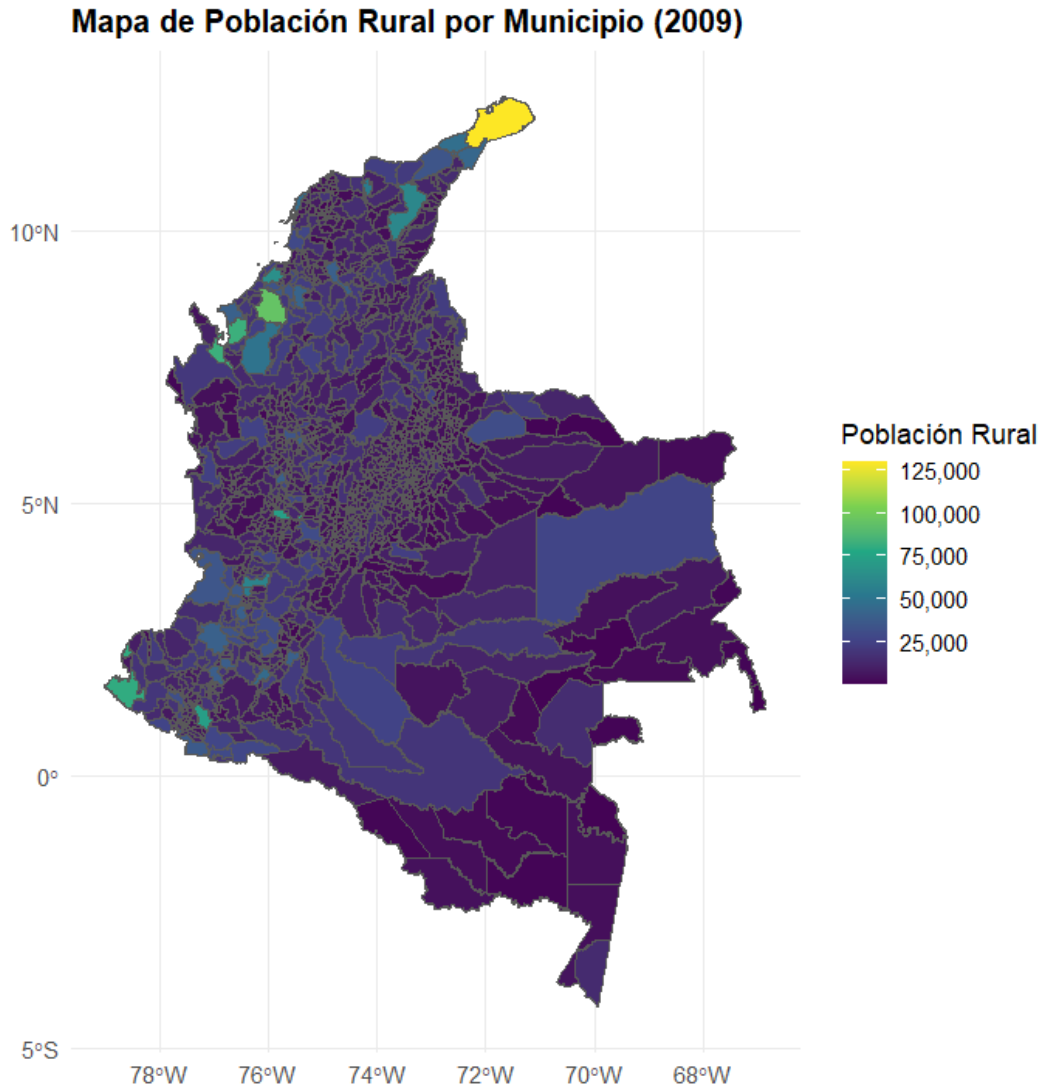 Mapa de Población Rural por Municipio (2009)
10°N
5°N
0°
5°S
78°W 76°W 74°W 72°W 70°W 68°W
Población Rural
125,000
100,000
75,000
50,000
25,000